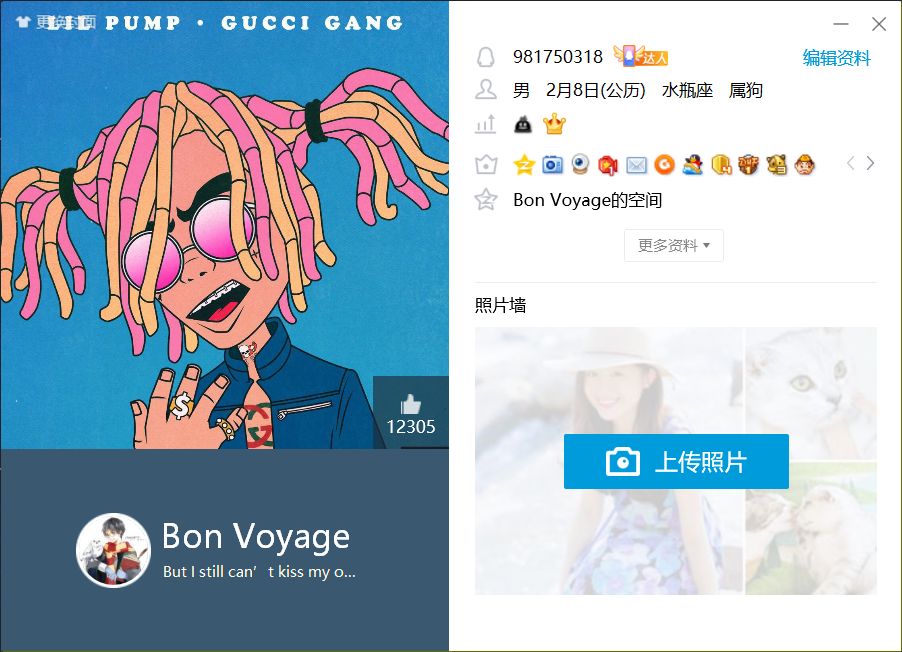 更换封面
LIL PUMP • GUCCI GANG
12305
Bon Voyage
But I still can’t kiss my o...
981750318 达人 编辑资料
男 2月8日(公历) 水瓶座 属狗
Bon Voyage的空间
更多资料
照片墙
上传照片